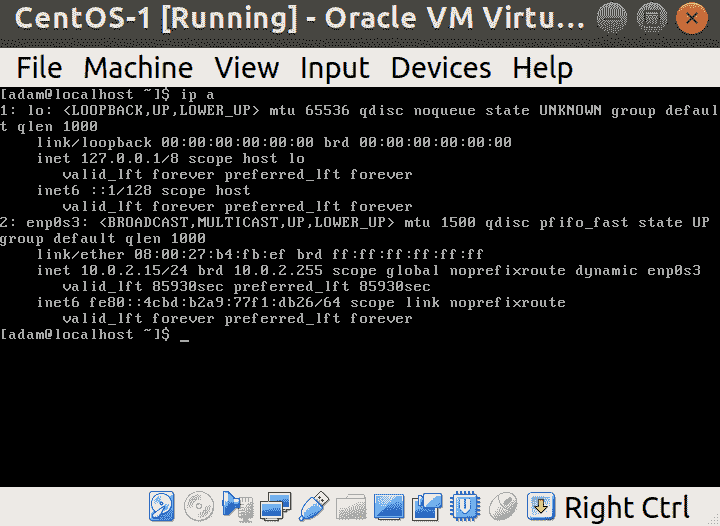 CentOS-1 [Running] - Oracle VM Virtu...
File Machine View Input Devices Help
[adam@localhost ~]$ ip a
1: lo: <LOOPBACK,UP,LOWER_UP> mtu 65536 qdisc noqueue state UNKNOWN group defaul
t qlen 1000
    link/loopback 00:00:00:00:00:00 brd 00:00:00:00:00:00
    inet 127.0.0.1/8 scope host lo
       valid_lft forever preferred_lft forever
    inet6 ::1/128 scope host
       valid_lft forever preferred_lft forever
2: enp0s3: <BROADCAST,MULTICAST,UP,LOWER_UP> mtu 1500 qdisc pfifo_fast state UP
group default qlen 1000
    link/ether 08:00:27:b4:fb:ef brd ff:ff:ff:ff:ff:ff
    inet 10.0.2.15/24 brd 10.0.2.255 scope global noprefixroute dynamic enp0s3
       valid_lft 85930sec preferred_lft 85930sec
    inet6 fe80::4cbd:b2a9:77f1:db26/64 scope link noprefixroute
       valid_lft forever preferred_lft forever
[adam@localhost ~]$ _
Right Ctrl